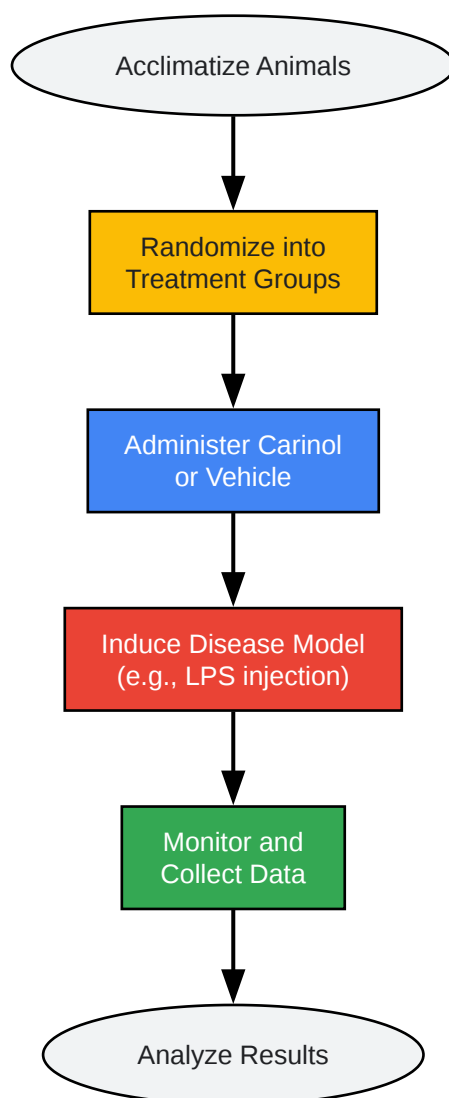 Acclimatize Animals
Randomize into
Treatment Groups
Administer Carinol
or Vehicle
Induce Disease Model
(e.g., LPS injection)
Monitor and
Collect Data
Analyze Results